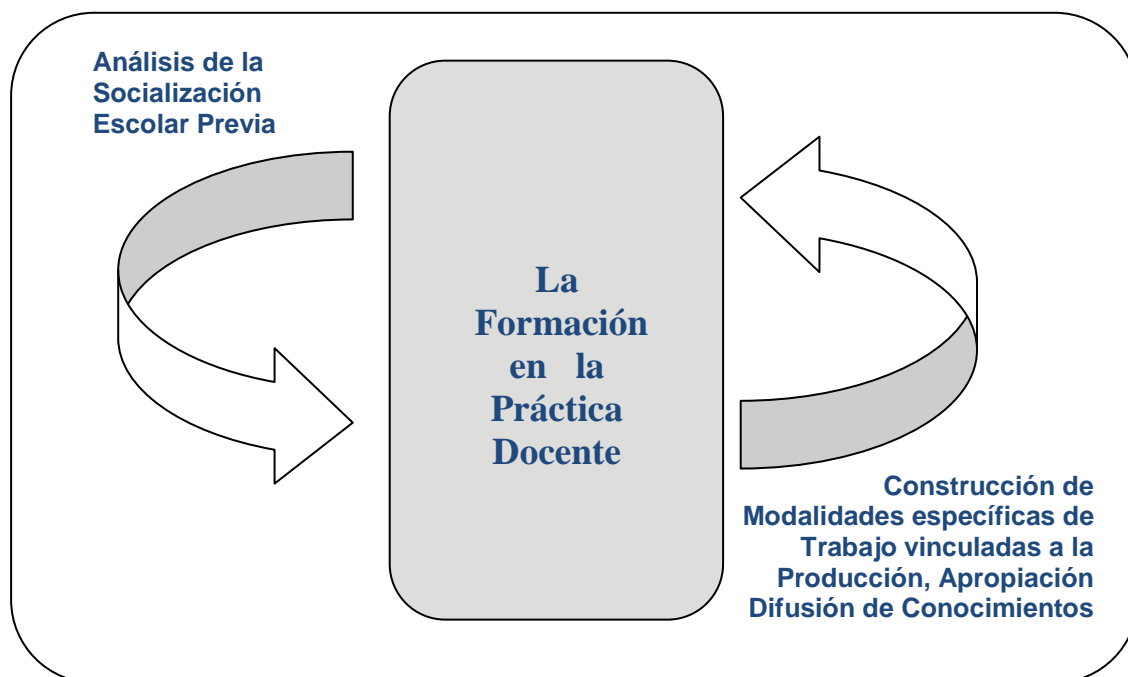 Análisis de la
Socialización
Escolar Previa
La
Formación
en la
Práctica
Docente
Construcción de
Modalidades específicas de
Trabajo vinculadas a la
Producción, Apropiación
Difusión de Conocimientos